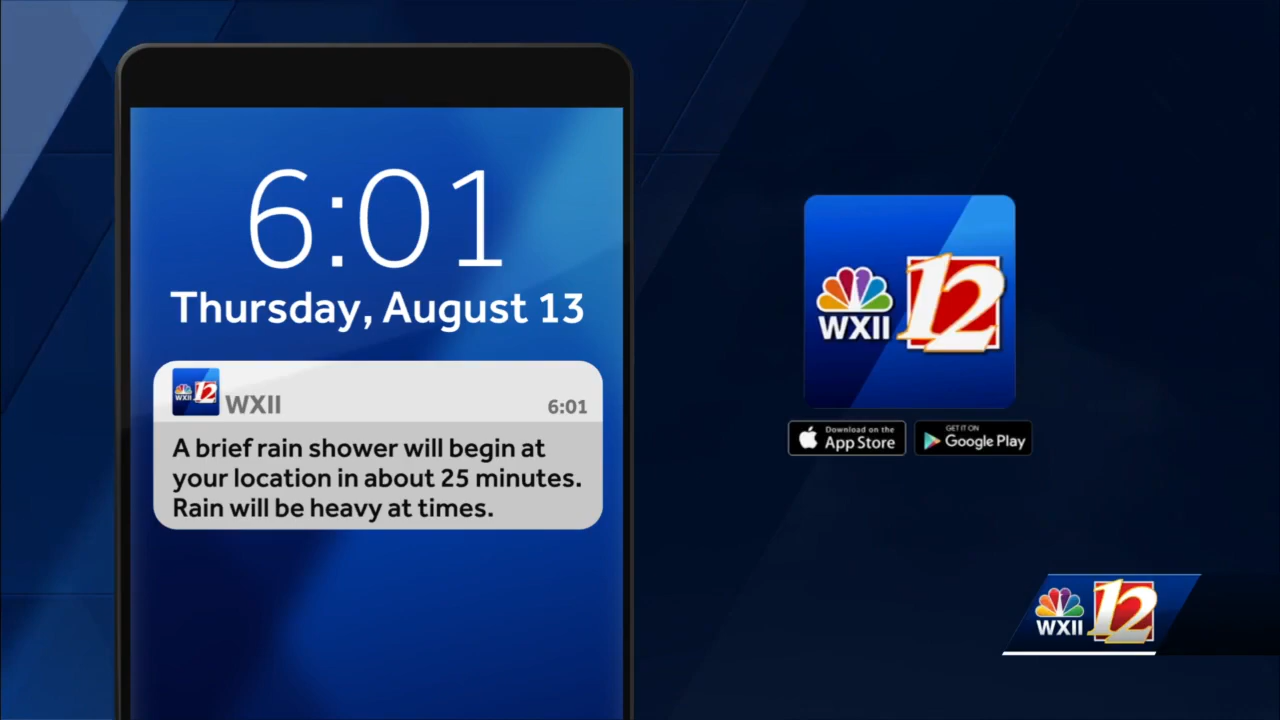 6:01
Thursday, August 13
WXII
6:01
A brief rain shower will begin at
your location in about 25 minutes.
Rain will be heavy at times.
WXII 12
Download on the
App Store
GET IT ON
Google Play
WXII 12